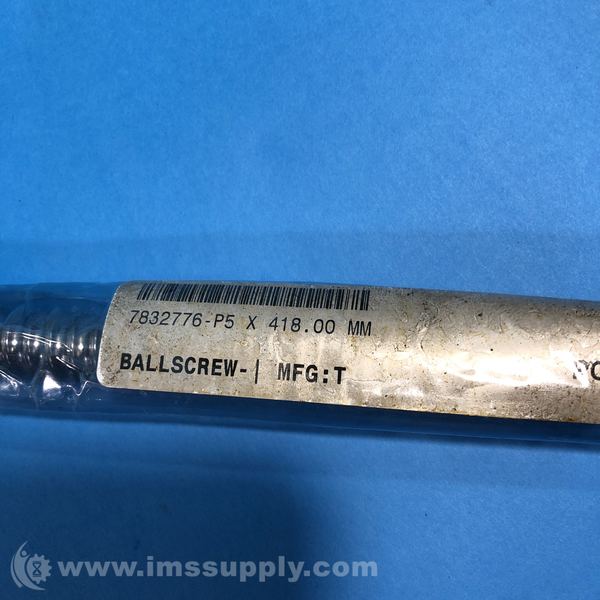 7832776-P5 X 418.00 MM
BALLSCREW-| MFG:T
www.imssupply.com